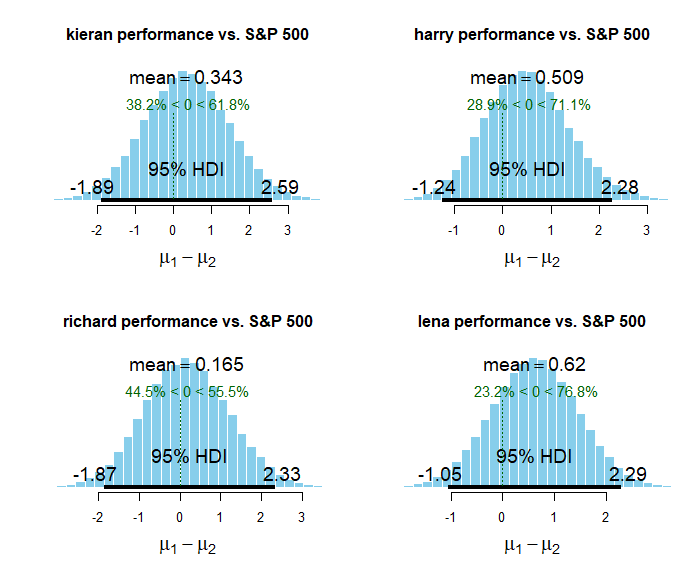 kieran performance vs. S&P 500
mean = 0.343
38.2% < 0 < 61.8%
95% HDI
-1.89 2.59
-2 -1 0 1 2 3
μ1 − μ2
harry performance vs. S&P 500
mean = 0.509
28.9% < 0 < 71.1%
95% HDI
-1.24 2.28
-1 0 1 2 3
μ1 − μ2
richard performance vs. S&P 500
mean = 0.165
44.5% < 0 < 55.5%
95% HDI
-1.87 2.33
-2 -1 0 1 2 3
μ1 − μ2
lena performance vs. S&P 500
mean = 0.62
23.2% < 0 < 76.8%
95% HDI
-1.05 2.29
-1 0 1 2
μ1 − μ2